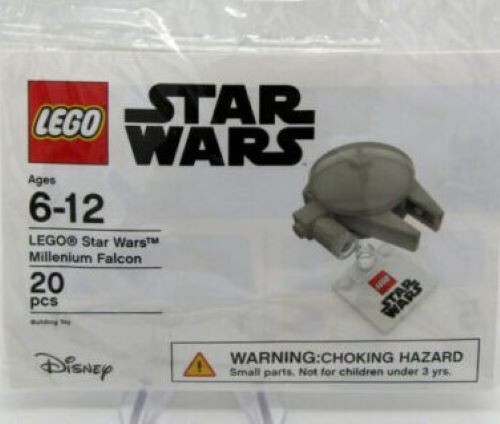 LEGO
STAR
WARS
Ages
6-12
LEGO® Star Wars™
Millenium Falcon
20
pcs
Building Toy
LEGO
STAR
WARS
Disney
WARNING:CHOKING HAZARD
Small parts. Not for children under 3 yrs.